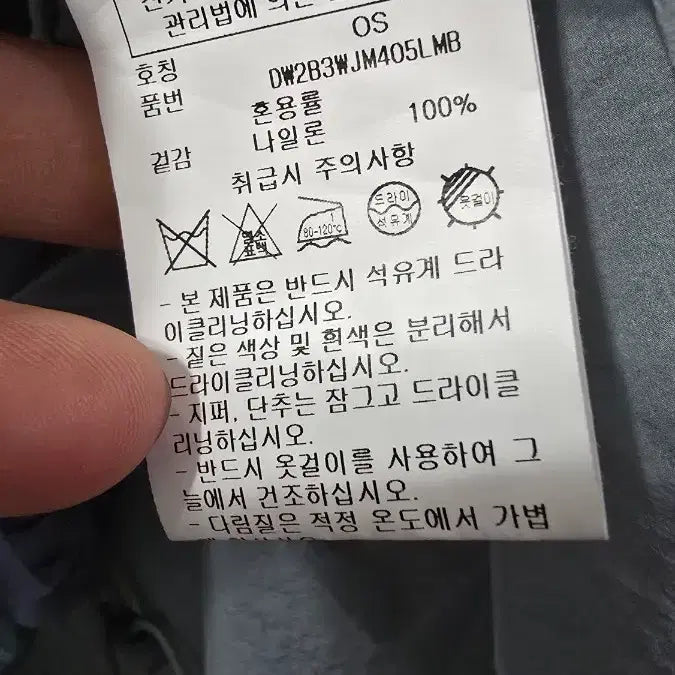 관리법에
호칭 OS
품번 DW2B3WJM405LMB
혼용률
겉감 나일론 100%
취급시 주의사항
염소 표백
1
80-120℃
드라이
석유계
옷걸이
- 본 제품은 반드시 석유계 드라
이클리닝하십시오.
- 짙은 색상 및 흰색은 분리해서
드라이클리닝하십시오.
- 지퍼, 단추는 잠그고 드라이클
리닝하십시오.
- 반드시 옷걸이를 사용하여 그
늘에서 건조하십시오.
- 다림질은 적정 온도에서 가볍